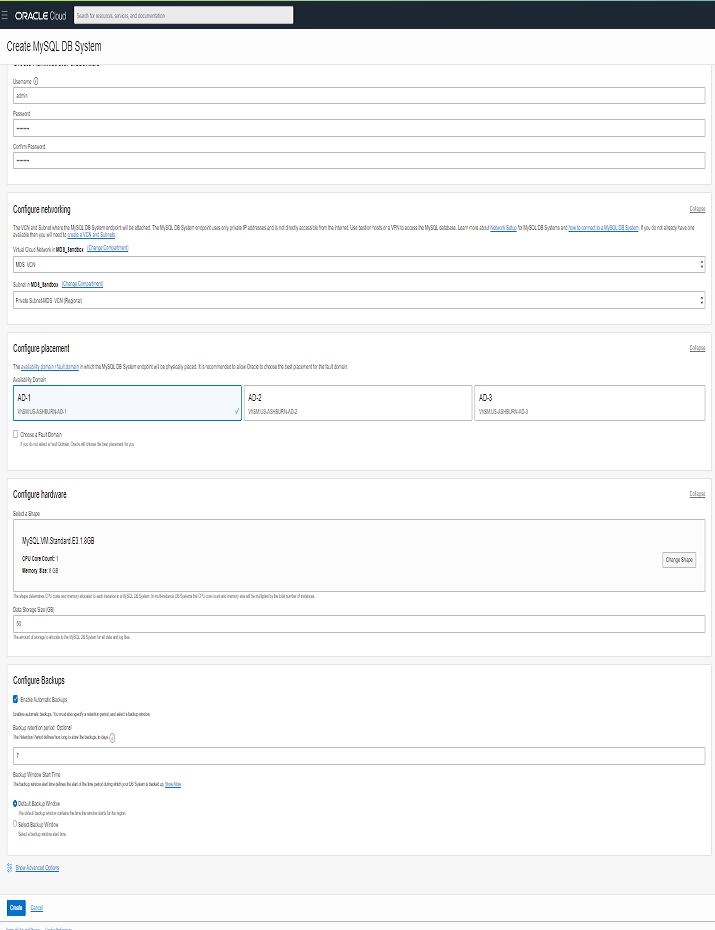 ORACLE Cloud
Search for resources, services, and documentation
Create MySQL DB System
Create Administrator credentials
Username
admin
Password
Confirm Password
Configure networking
Collapse
The VCN and Subnet where the MySQL DB System endpoint will be attached. The MySQL DB System endpoint uses only private IP addresses and is not directly accessible from the internet. Use bastion hosts or a VPN to access the MySQL database. Learn more about Network Setup for MySQL DB Systems and how to connect to a MySQL DB System. If you do not already have one
available then you will need to create a VCN and Subnets.
Virtual Cloud Network in MDS_Sandbox (Change Compartment)
MDS_VCN
Subnet in MDS_Sandbox (Change Compartment)
Private Subnet-MDS_VCN (Regional)
Configure placement
Collapse
The availability domain / fault domain in which the MySQL DB System endpoint will be physically placed. It is recommended to allow Oracle to choose the best placement for the fault domain.
Availability Domain
AD-1
AD-2
AD-3
VhSM:US-ASHBURN-AD-1
VhSM:US-ASHBURN-AD-2
VhSM:US-ASHBURN-AD-3
Choose a Fault Domain
If you do not select a Fault Domain, Oracle will choose the best placement for you.
Configure hardware
Collapse
Select a Shape
MySQL.VM.Standard.E3.1.8GB
CPU Core Count: 1
Memory Size: 8 GB
Change Shape
The shape determines CPU cores and memory allocated to each instance in a MySQL DB System. In multi-instance DB Systems the CPU core count and memory size will be multiplied by the total number of instances.
Data Storage Size (GB)
50
The amount of storage to allocate to the MySQL DB System for all data and log files.
Configure Backups
Enable Automatic Backups
Enables automatic backups. You must also specify a retention period, and select a backup window.
Backup retention period Optional
The Retention Period defines how long to store the backups, in days.
7
Backup Window Start Time
The backup window start time defines the start of the time period during which your DB System is backed up. Show More
Default Backup Window
The default backup window contains the time the window starts for the region.
Select Backup Window
Select a backup window start time.
Show Advanced Options
Create
Cancel